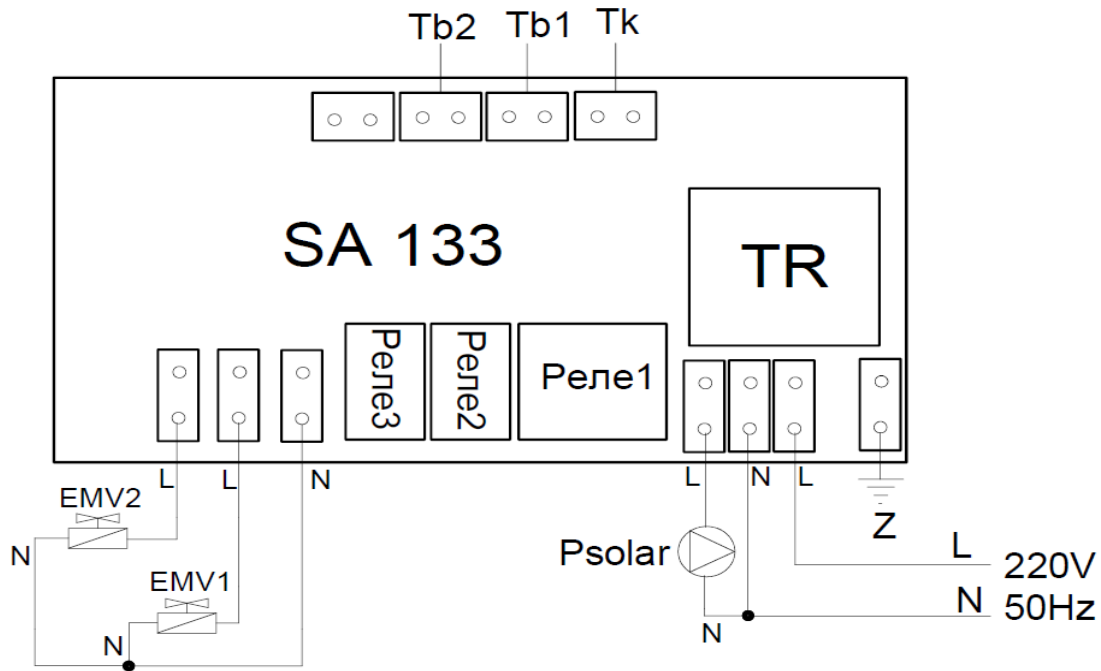 Tb2 Tb1 Tk
SA 133
TR
Реле3 Реле2 Реле1
L L N L N L
EMV2
Z
N
Psolar
L
220V
EMV1
N
50Hz
N
N